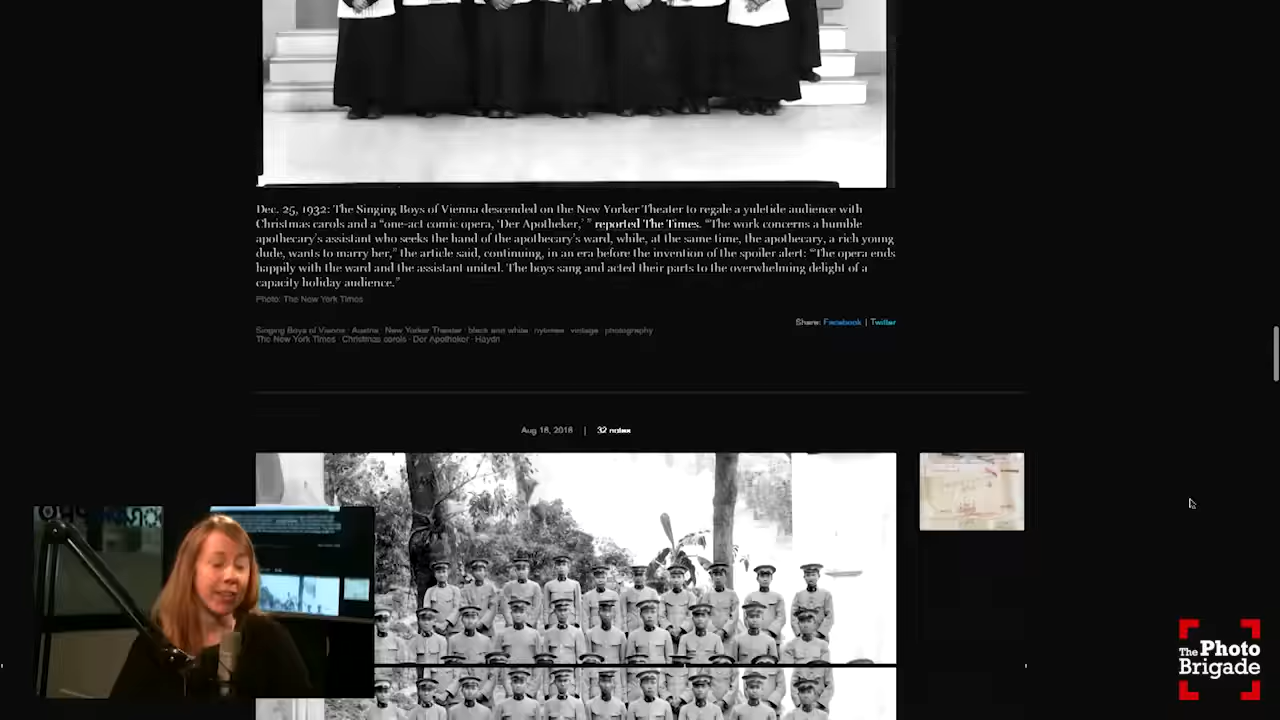 Dec. 25, 1932: The Singing Boys of Vienna descended on the New Yorker Theater to regale a yuletide audience with
Christmas carols and a “one-act comic opera, ‘Der Apotheker,’ ” reported The Times. “The work concerns a humble
apothecary’s assistant who seeks the hand of the apothecary’s ward, while, at the same time, the apothecary, a rich young
dude, wants to marry her,” the article said, continuing, in an era before the invention of the spoiler alert: “The opera ends
happily with the ward and the assistant united. The boys sang and acted their parts to the overwhelming delight of a
capacity holiday audience.”
Photo: The New York Times
Share: Facebook | Twitter
Singing Boys of Vienna · Austria · New Yorker Theater · black and white · nytimes · vintage · photography
The New York Times · Christmas carols · Der Apotheker · Haydn
Aug 18, 2016 | 32 notes
The Photo
Brigade